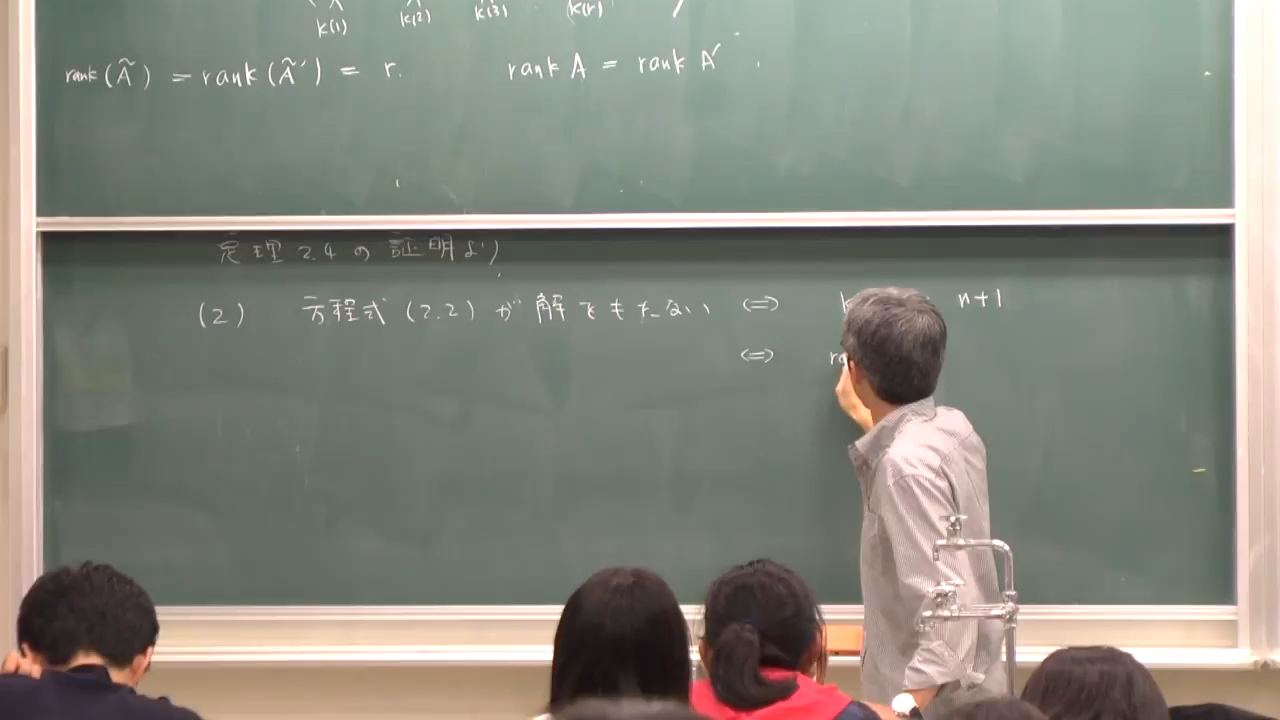 k(1) k(2) k(3) k(r)
rank(Ã) = rank(Ã') = r. rank A = rank A' .
定理 2.4 の 証明より
(2) 方程式 (2.2) が 解をもたない ⇔ k n+1
⇔ ra